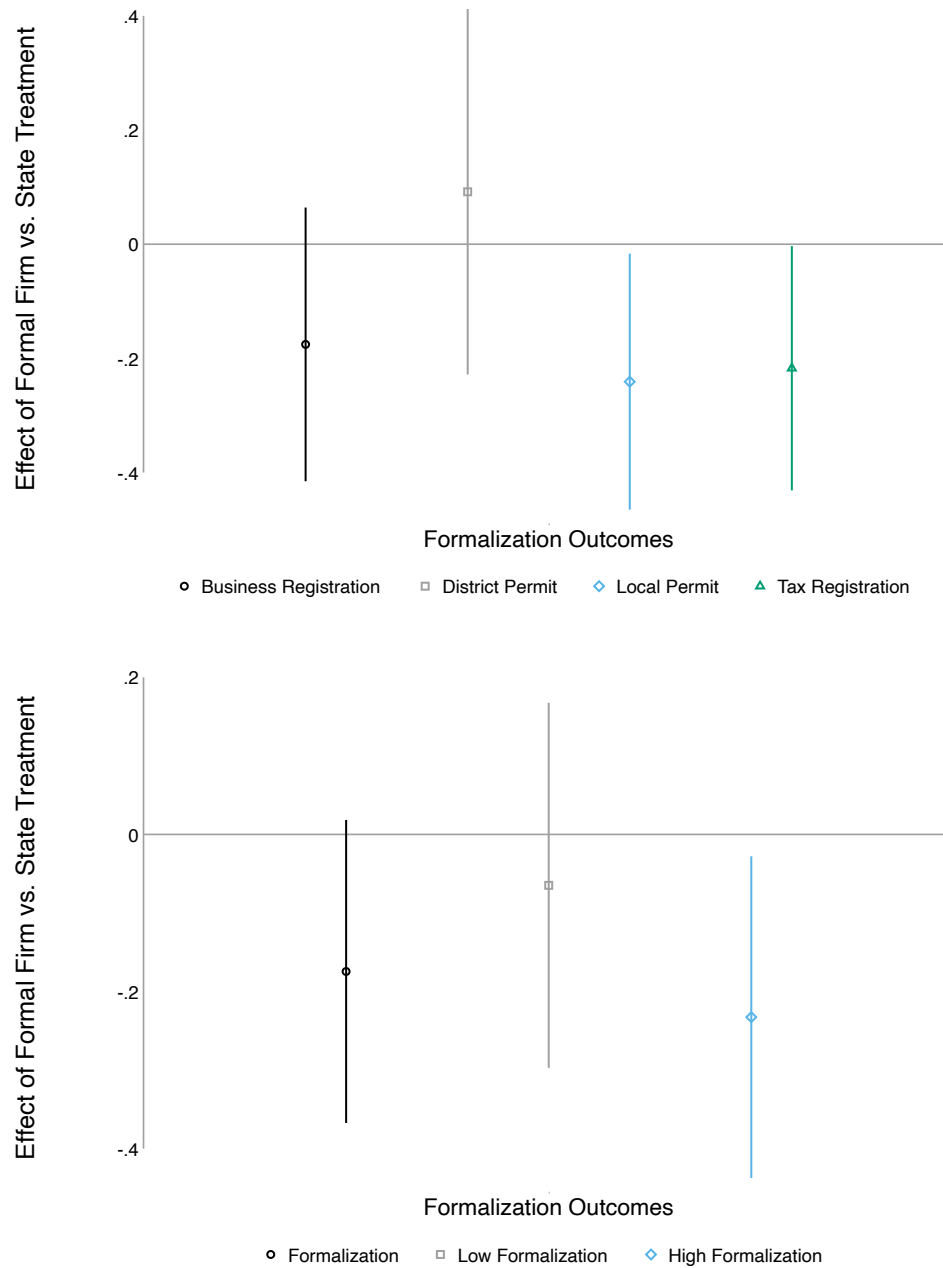 Effect of Formal Firm vs. State Treatment
.4
.2
0
-.2
-.4
Formalization Outcomes
Business Registration District Permit Local Permit Tax Registration
Effect of Formal Firm vs. State Treatment
.2
0
-.2
-.4
Formalization Outcomes
Formalization Low Formalization High Formalization